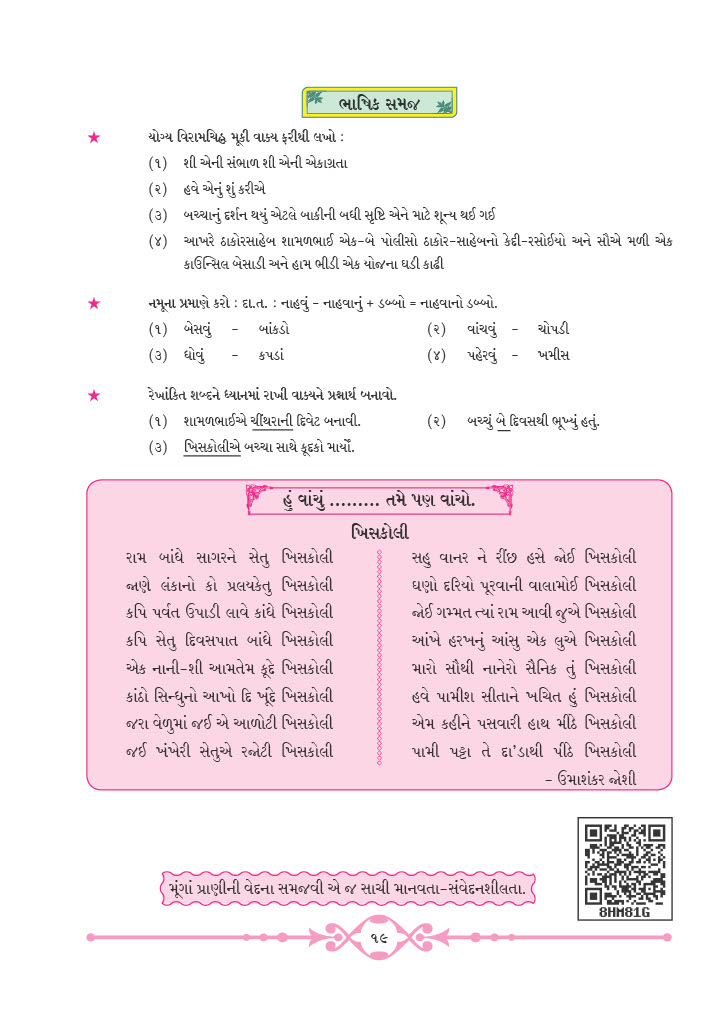 ભાષિક સમજ
★ યોગ્ય વિરામચિહ્ન મૂકી વાક્ય ફરીથી લખો :
(૧) શી એની સંભાળ શી એની એકાગ્રતા
(૨) હવે એનું શું કરીએ
(૩) બચ્ચાનું દર્શન થયું એટલે બાકીની બધી સૃષ્ટિ એને માટે શૂન્ય થઈ ગઈ
(૪) આખરે ઠાકોરસાહેબ શામળભાઈ એક-બે પોલીસો ઠાકોર-સાહેબનો કેદી-રસોઈયો અને સૌએ મળી એક
કાઉન્સિલ બેસાડી અને હામ ભીડી એક યોજના ઘડી કાઢી
★ નમૂના પ્રમાણે કરો : દા.ત. : નાહવું – નાહવાનું + ડબ્બો = નાહવાનો ડબ્બો.
(૧) બેસવું – બાંકડો (૨) વાંચવું – ચોપડી
(૩) ધોવું – કપડાં (૪) પહેરવું – ખમીસ
★ રેખાંકિત શબ્દને ધ્યાનમાં રાખી વાક્યને પ્રશ્નાર્થ બનાવો.
(૧) શામળભાઈએ ચીંથરાની દિવેટ બનાવી. (૨) બચ્ચું બે દિવસથી ભૂખ્યું હતું.
(૩) ખિસકોલીએ બચ્ચા સાથે કૂદકો માર્યો.
હું વાંચું ......... તમે પણ વાંચો.
ખિસકોલી
રામ બાંધે સાગરને સેતુ ખિસકોલી
જાણે લંકાનો કો પ્રલયકેતુ ખિસકોલી
કપિ પર્વત ઉપાડી લાવે કાંધે ખિસકોલી
કપિ સેતુ દિવસપાત બાંધે ખિસકોલી
એક નાની-શી આમતેમ કૂદે ખિસકોલી
કાંઠો સિન્ધુનો આખો દિ ખૂંદે ખિસકોલી
જરા વેળુમાં જઈ એ આળોટી ખિસકોલી
જઈ ખંખેરી સેતુએ રજોટી ખિસકોલી
સહુ વાનર ને રીંછ હસે જોઈ ખિસકોલી
ઘણો દરિયો પૂરવાની વાલામોઈ ખિસકોલી
જોઈ ગમ્મત ત્યાં રામ આવી જુએ ખિસકોલી
આંખે હરખનું આંસુ એક લુએ ખિસકોલી
મારો સૌથી નાનેરો સૈનિક તું ખિસકોલી
હવે પામીશ સીતાને ખચિત હું ખિસકોલી
એમ કહીને પસવારી હાથ મીઠે ખિસકોલી
પામી પટ્ટા તે દા'ડાથી પીઠે ખિસકોલી
– ઉમાશંકર જોશી
8HM81G
મૂંગાં પ્રાણીની વેદના સમજવી એ જ સાચી માનવતા-સંવેદનશીલતા.
૧૯